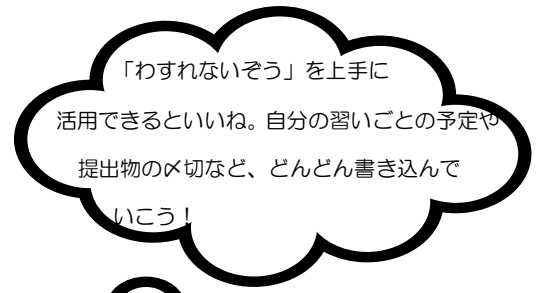 「わすれないぞう」を上手に
活用できるといいね。自分の習いごとの予定や
提出物の〆切など、どんどん書き込んで
いこう！